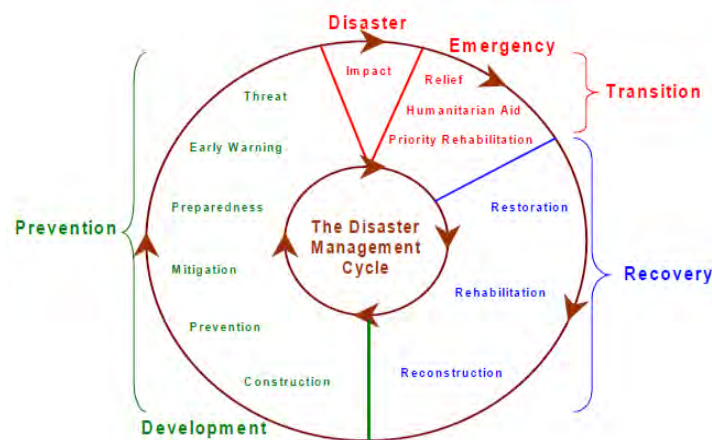 Disaster
Emergency
Impact
Relief
Transition
Threat
Humanitarian Aid
Early Warning
Priority Rehabilitation
Preparedness
Restoration
Prevention
The Disaster
Management
Cycle
Mitigation
Recovery
Rehabilitation
Prevention
Construction
Reconstruction
Development